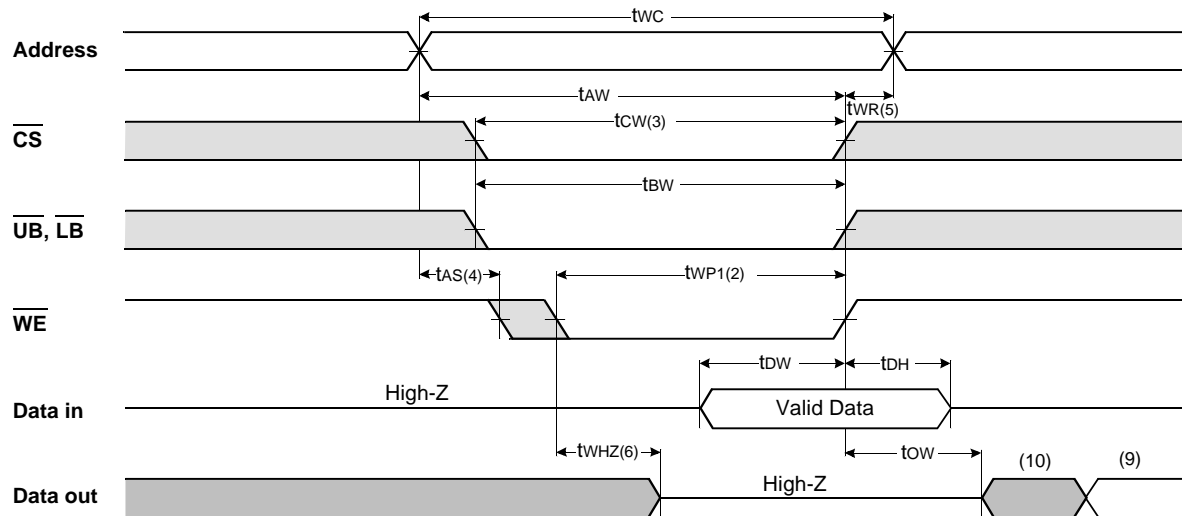 tWC
Address
tAW
tWR(5)
tCW(3)
CS
tBW
UB, LB
tAS(4)
tWP1(2)
WE
tDW
tDH
High-Z
Data in
Valid Data
tWHZ(6)
tOW
(10)
(9)
High-Z
Data out